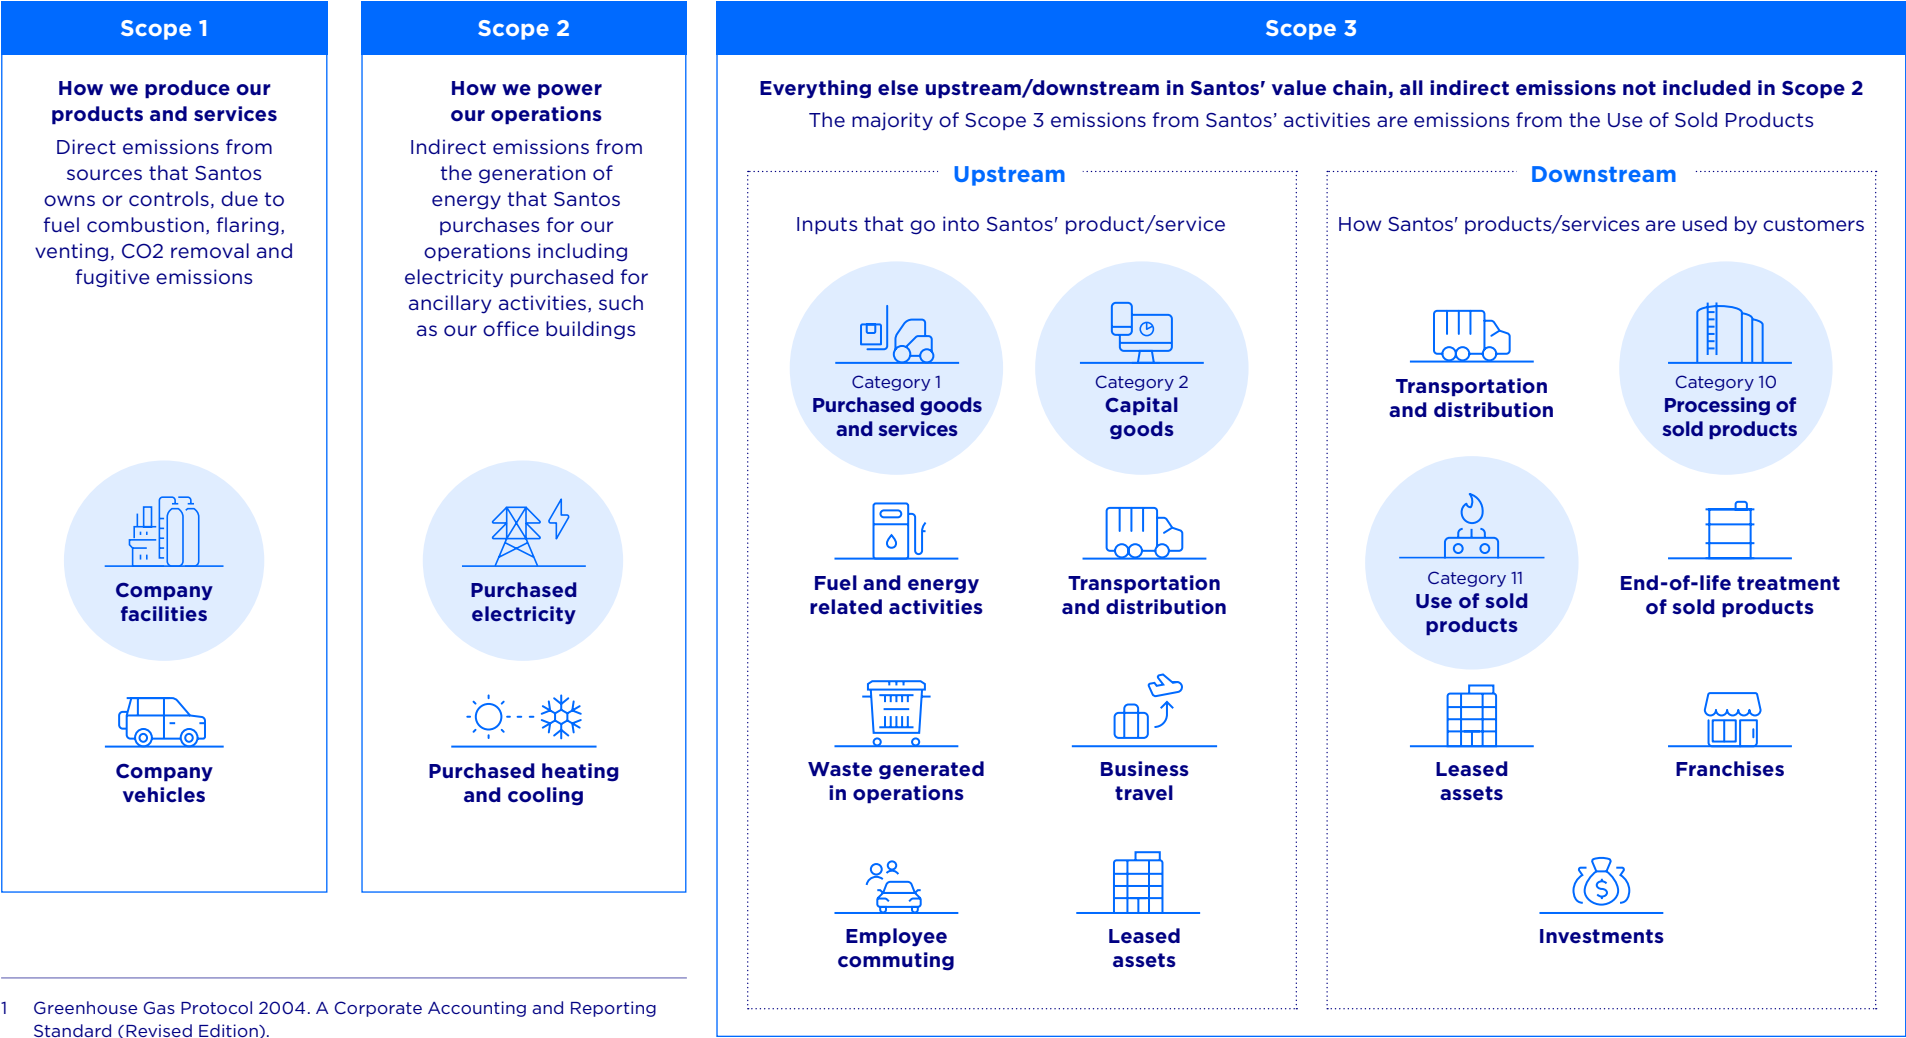 Scope 1
How we produce our
products and services
Direct emissions from
sources that Santos
owns or controls, due to
fuel combustion, flaring,
venting, CO2 removal and
fugitive emissions
Company
facilities
Company
vehicles
Scope 2
How we power
our operations
Indirect emissions from
the generation of
energy that Santos
purchases for our
operations including
electricity purchased for
ancillary activities, such
as our office buildings
Purchased
electricity
Purchased heating
and cooling
Scope 3
Everything else upstream/downstream in Santos' value chain, all indirect emissions not included in Scope 2
The majority of Scope 3 emissions from Santos’ activities are emissions from the Use of Sold Products
Upstream
Inputs that go into Santos' product/service
Category 1
Purchased goods
and services
Category 2
Capital
goods
Fuel and energy
related activities
Transportation
and distribution
Waste generated
in operations
Business
travel
Employee
commuting
Leased
assets
Downstream
How Santos' products/services are used by customers
Transportation
and distribution
Category 10
Processing of
sold products
Category 11
Use of sold
products
End-of-life treatment
of sold products
Leased
assets
Franchises
$
Investments
1 Greenhouse Gas Protocol 2004. A Corporate Accounting and Reporting
Standard (Revised Edition).